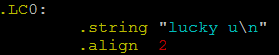 .LC0:
.string "lucky u\n"
.align 2